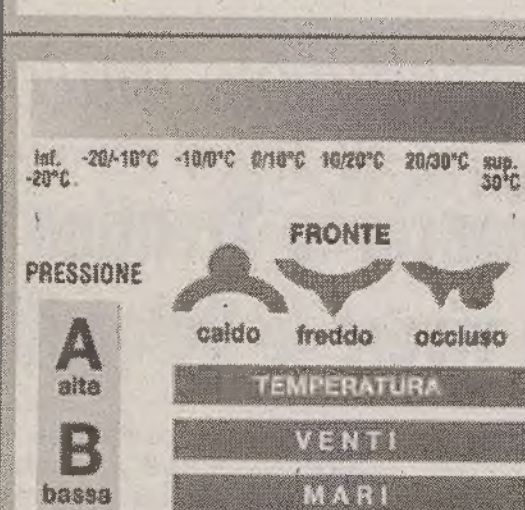 inf. -20°C -20/-10°C -10/0°C 0/10°C 10/20°C 20/30°C sup. 30°C
FRONTE
PRESSIONE
caldo freddo occluso
A
alta
TEMPERATURA
B
VENTI
bassa
MARI